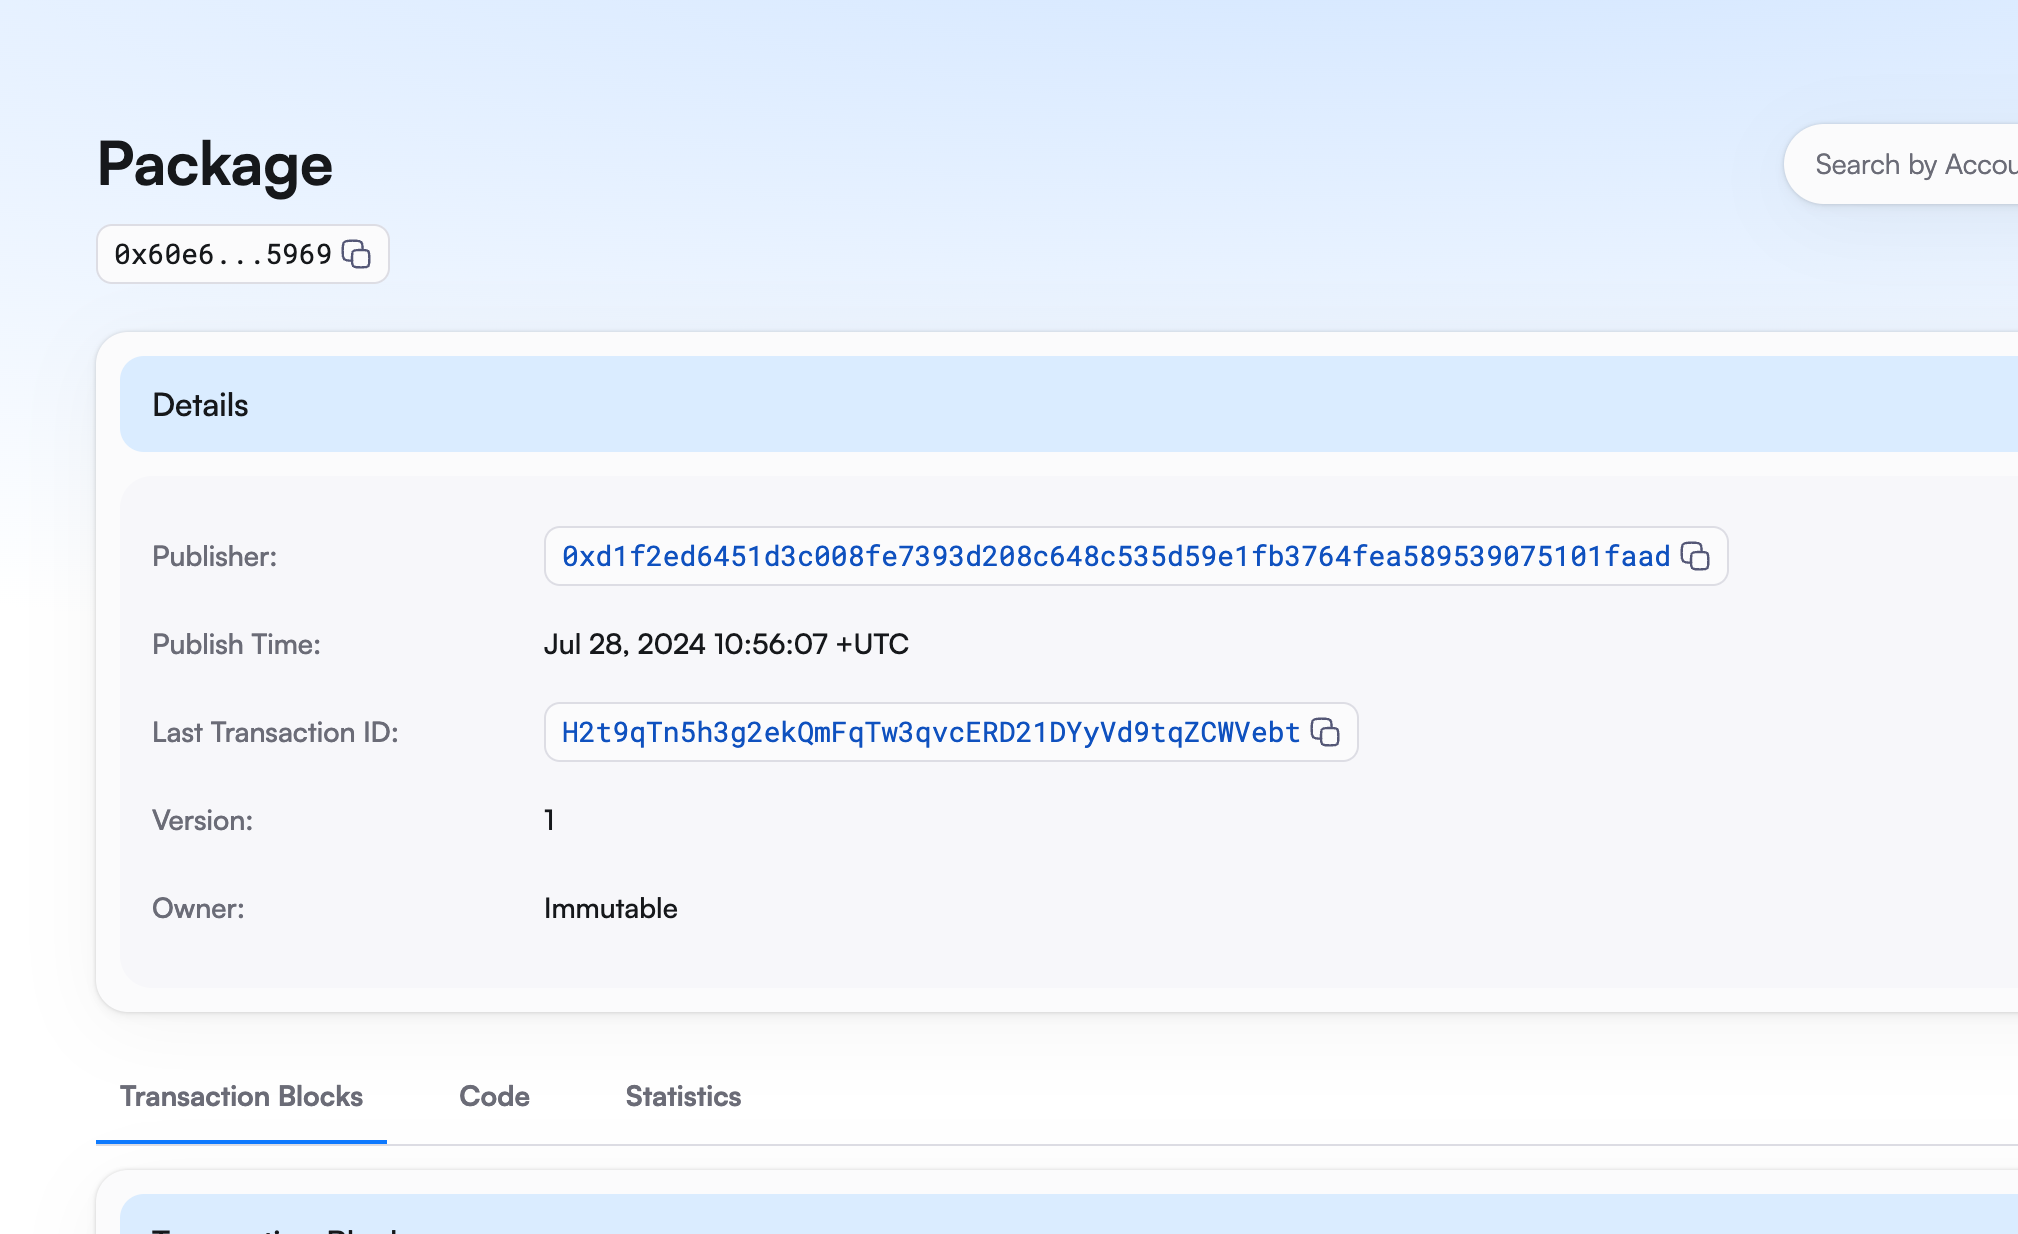 Package
Search by Accou
0x60e6...5969
Details
Publisher: 0xd1f2ed6451d3c008fe7393d208c648c535d59e1fb3764fea589539075101faad
Publish Time: Jul 28, 2024 10:56:07 +UTC
Last Transaction ID: H2t9qTn5h3g2ekQmFqTw3qvcERD21DYyVd9tqZCWVebt
Version: 1
Owner: Immutable
Transaction Blocks Code Statistics